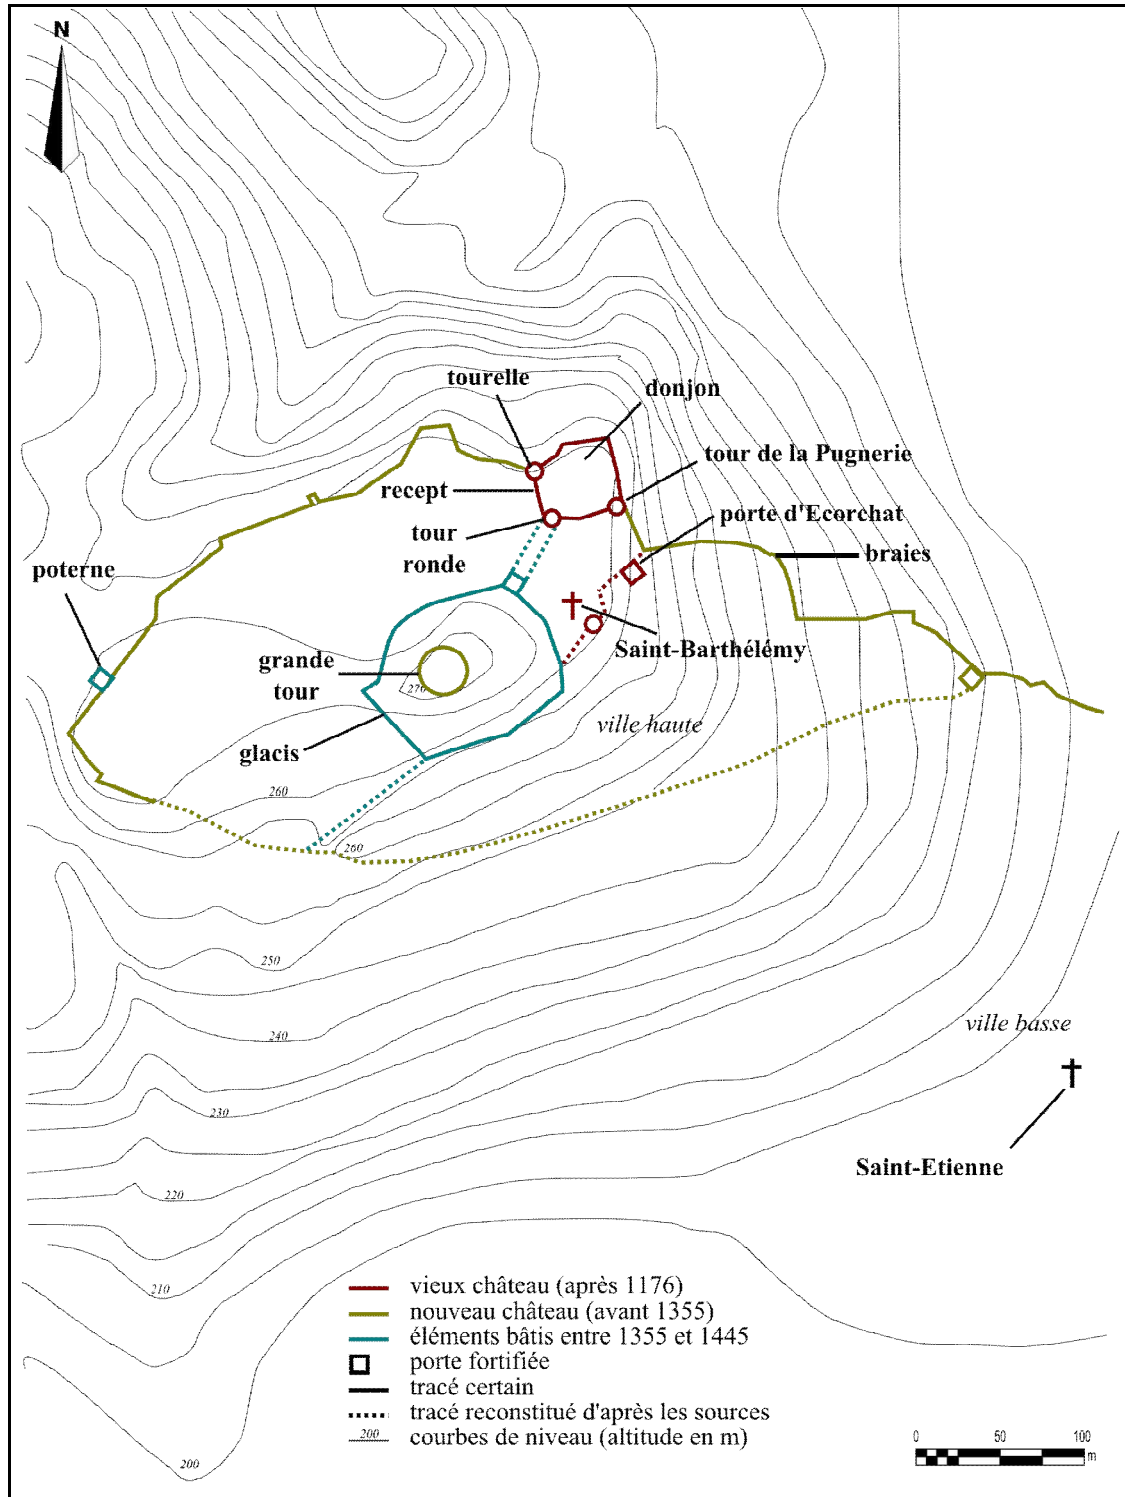 N
tourelle
donjon
tour de la Pugnerie
recept
porte d'Ecorchat
tour
ronde
braies
poterne
Saint-Barthélémy
grande
tour
270
ville haute
glacis
260
260
250
ville basse
240
230
Saint-Etienne
220
210
vieux château (après 1176)
nouveau château (avant 1355)
éléments bâtis entre 1355 et 1445
porte fortifiée
tracé certain
tracé reconstitué d'après les sources
200 courbes de niveau (altitude en m)
0 50 100
m
200